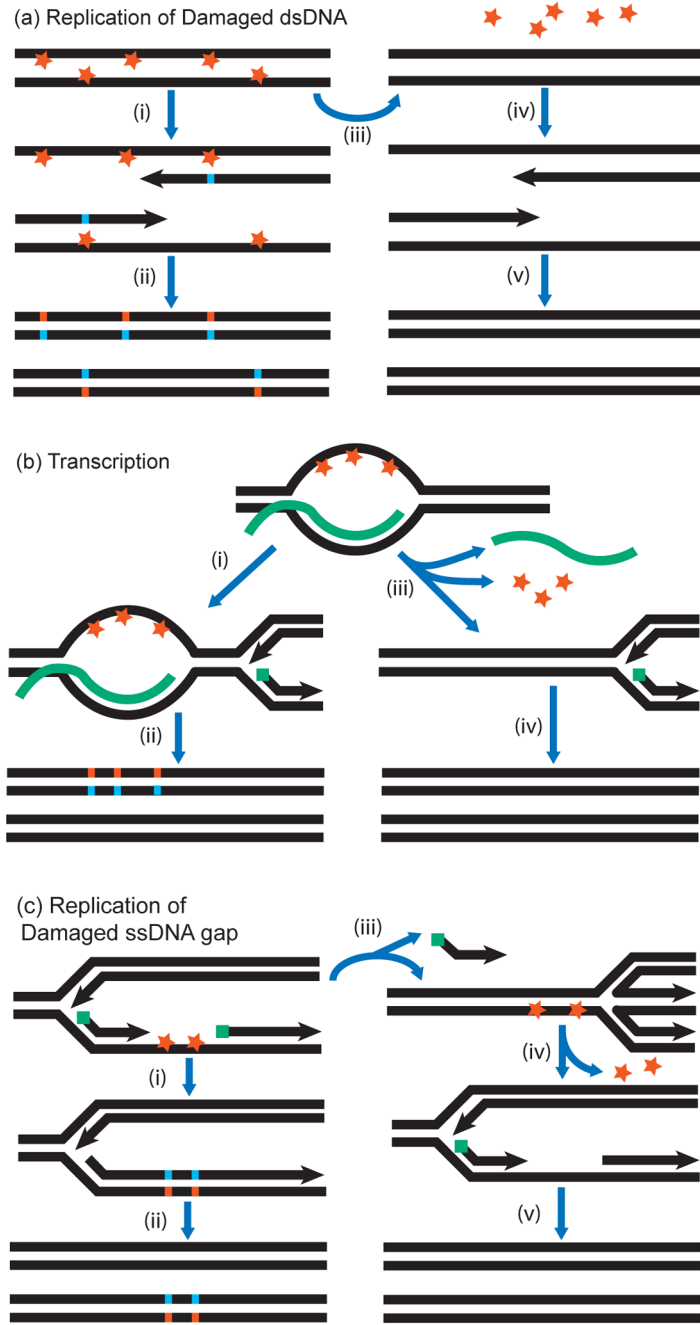 (a) Replication of Damaged dsDNA
(i)
(iii)
(iv)
(ii)
(v)
(b) Transcription
(i)
(iii)
(ii)
(iv)
(c) Replication of
Damaged ssDNA gap
(iii)
(i)
(iv)
(ii)
(v)